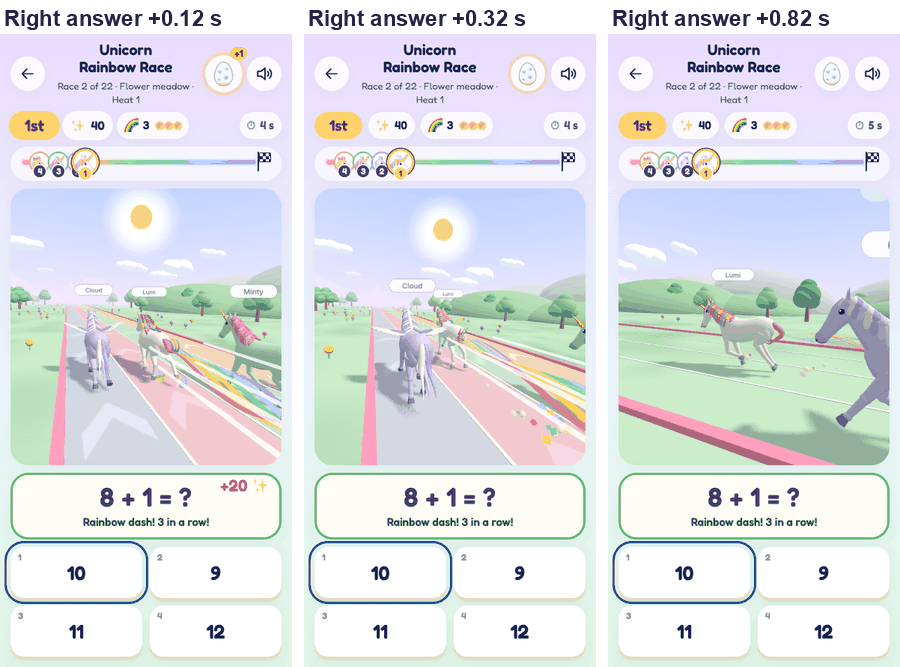 Right answer +0.12 s
Unicorn
Rainbow Race
+1
Race 2 of 22 · Flower meadow ·
Heat 1
1st
40
3
4 s
4
3
1
Cloud
Lumi
Minty
8 + 1 = ?
+20
Rainbow dash! 3 in a row!
1
10
2
9
3
11
4
12
Right answer +0.32 s
Unicorn
Rainbow Race
Race 2 of 22 · Flower meadow ·
Heat 1
1st
40
3
4 s
4
3
2
1
Cloud
Lumi
8 + 1 = ?
Rainbow dash! 3 in a row!
1
10
2
9
3
11
4
12
Right answer +0.82 s
Unicorn
Rainbow Race
Race 2 of 22 · Flower meadow ·
Heat 1
1st
40
3
5 s
4
3
2
1
Lumi
8 + 1 = ?
Rainbow dash! 3 in a row!
1
10
2
9
3
11
4
12